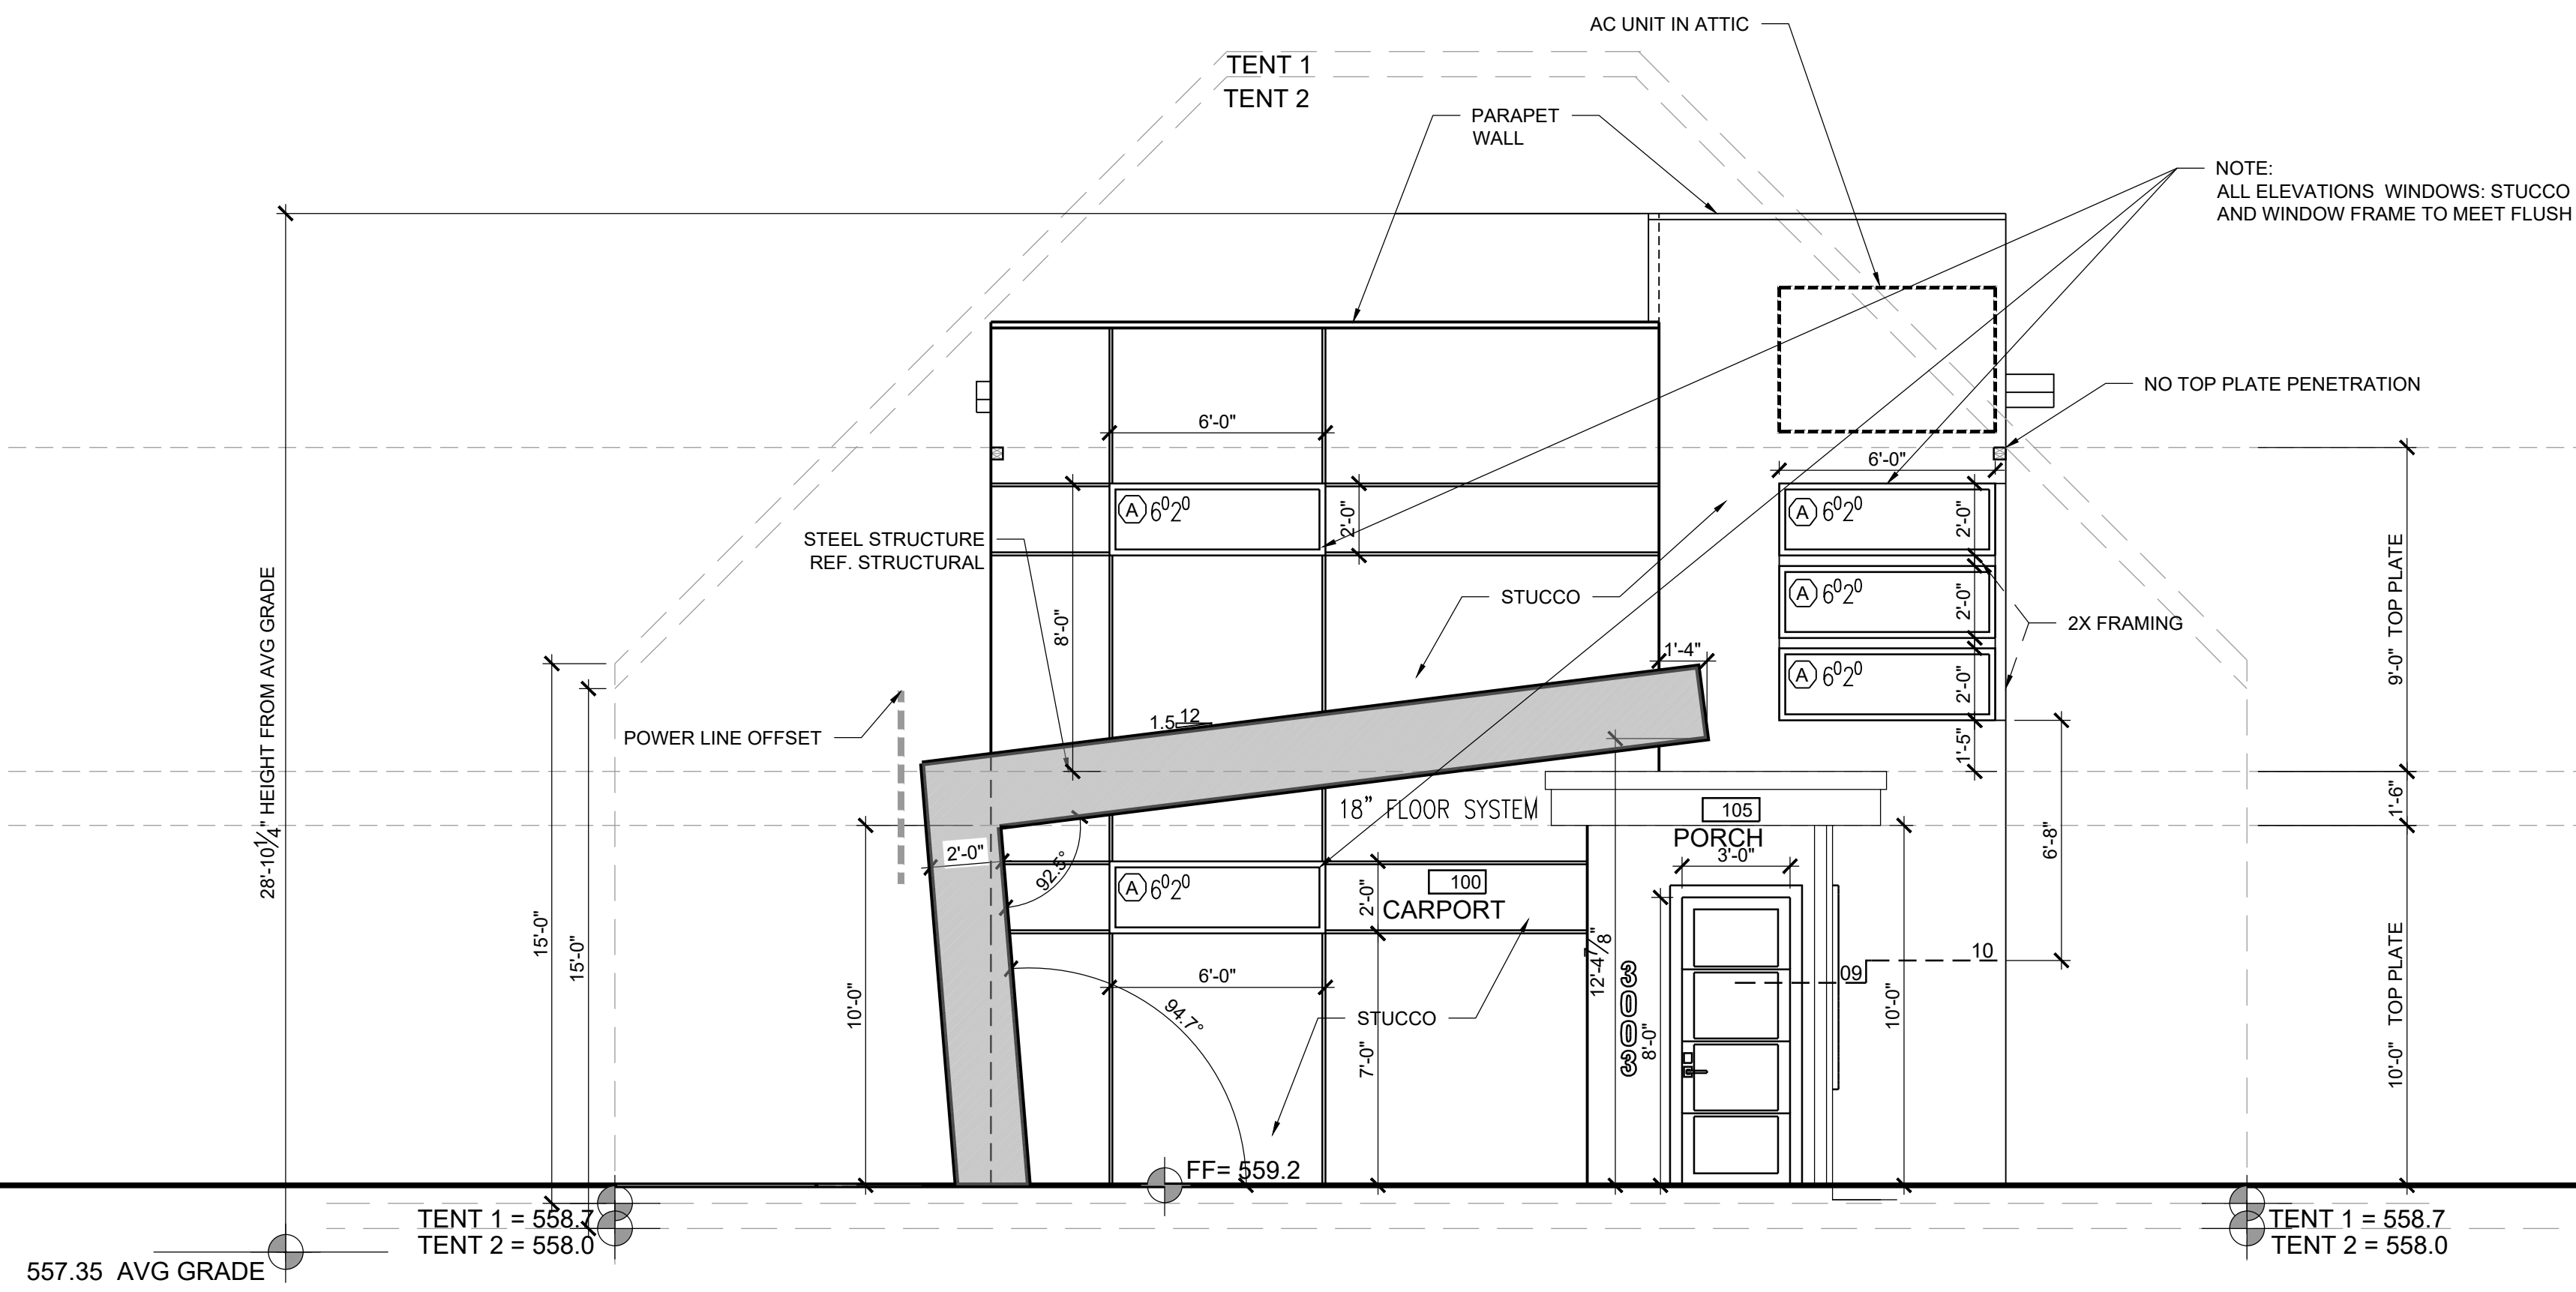 AC UNIT IN ATTIC
TENT 1
TENT 2
PARAPET
WALL
NOTE:
ALL ELEVATIONS  WINDOWS: STUCCO
AND WINDOW FRAME TO MEET FLUSH
NO TOP PLATE PENETRATION
6'-0"
6'-0"
A 6⁰2⁰
2'-0"
A 6⁰2⁰
2'-0"
STEEL STRUCTURE
REF. STRUCTURAL
8'-0"
STUCCO
A 6⁰2⁰
2'-0"
2X FRAMING
9'-0" TOP PLATE
28'-10¼" HEIGHT FROM AVG GRADE
1'-4"
A 6⁰2⁰
2'-0"
1.5 12
POWER LINE OFFSET
1'-5"
18” FLOOR SYSTEM
105
PORCH
1'-6"
6'-8"
2'-0"
92.5°
3'-0"
A 6⁰2⁰
2'-0"
100
CARPORT
15'-0"
15'-0"
10'-0"
6'-0"
94.7°
STUCCO
7'-0"
12'-4⅞"
3003
8'-0"
09
10
10'-0"
10'-0"  TOP PLATE
FF= 559.2
TENT 1 = 558.7
TENT 2 = 558.0
TENT 1 = 558.7
TENT 2 = 558.0
557.35  AVG GRADE